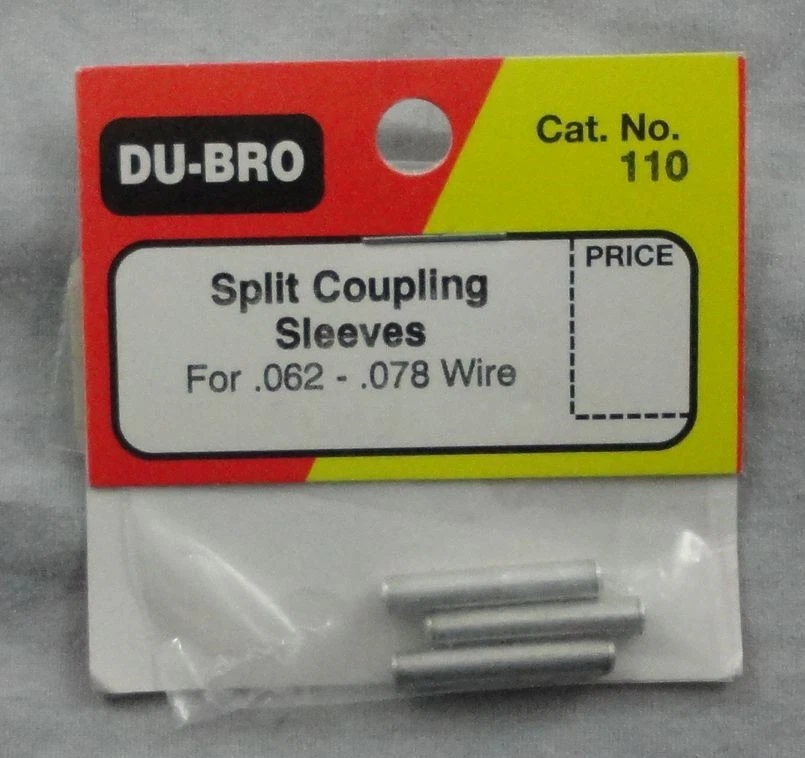 DU-BRO
Cat. No.
110
Split Coupling
Sleeves
For .062 - .078 Wire
PRICE